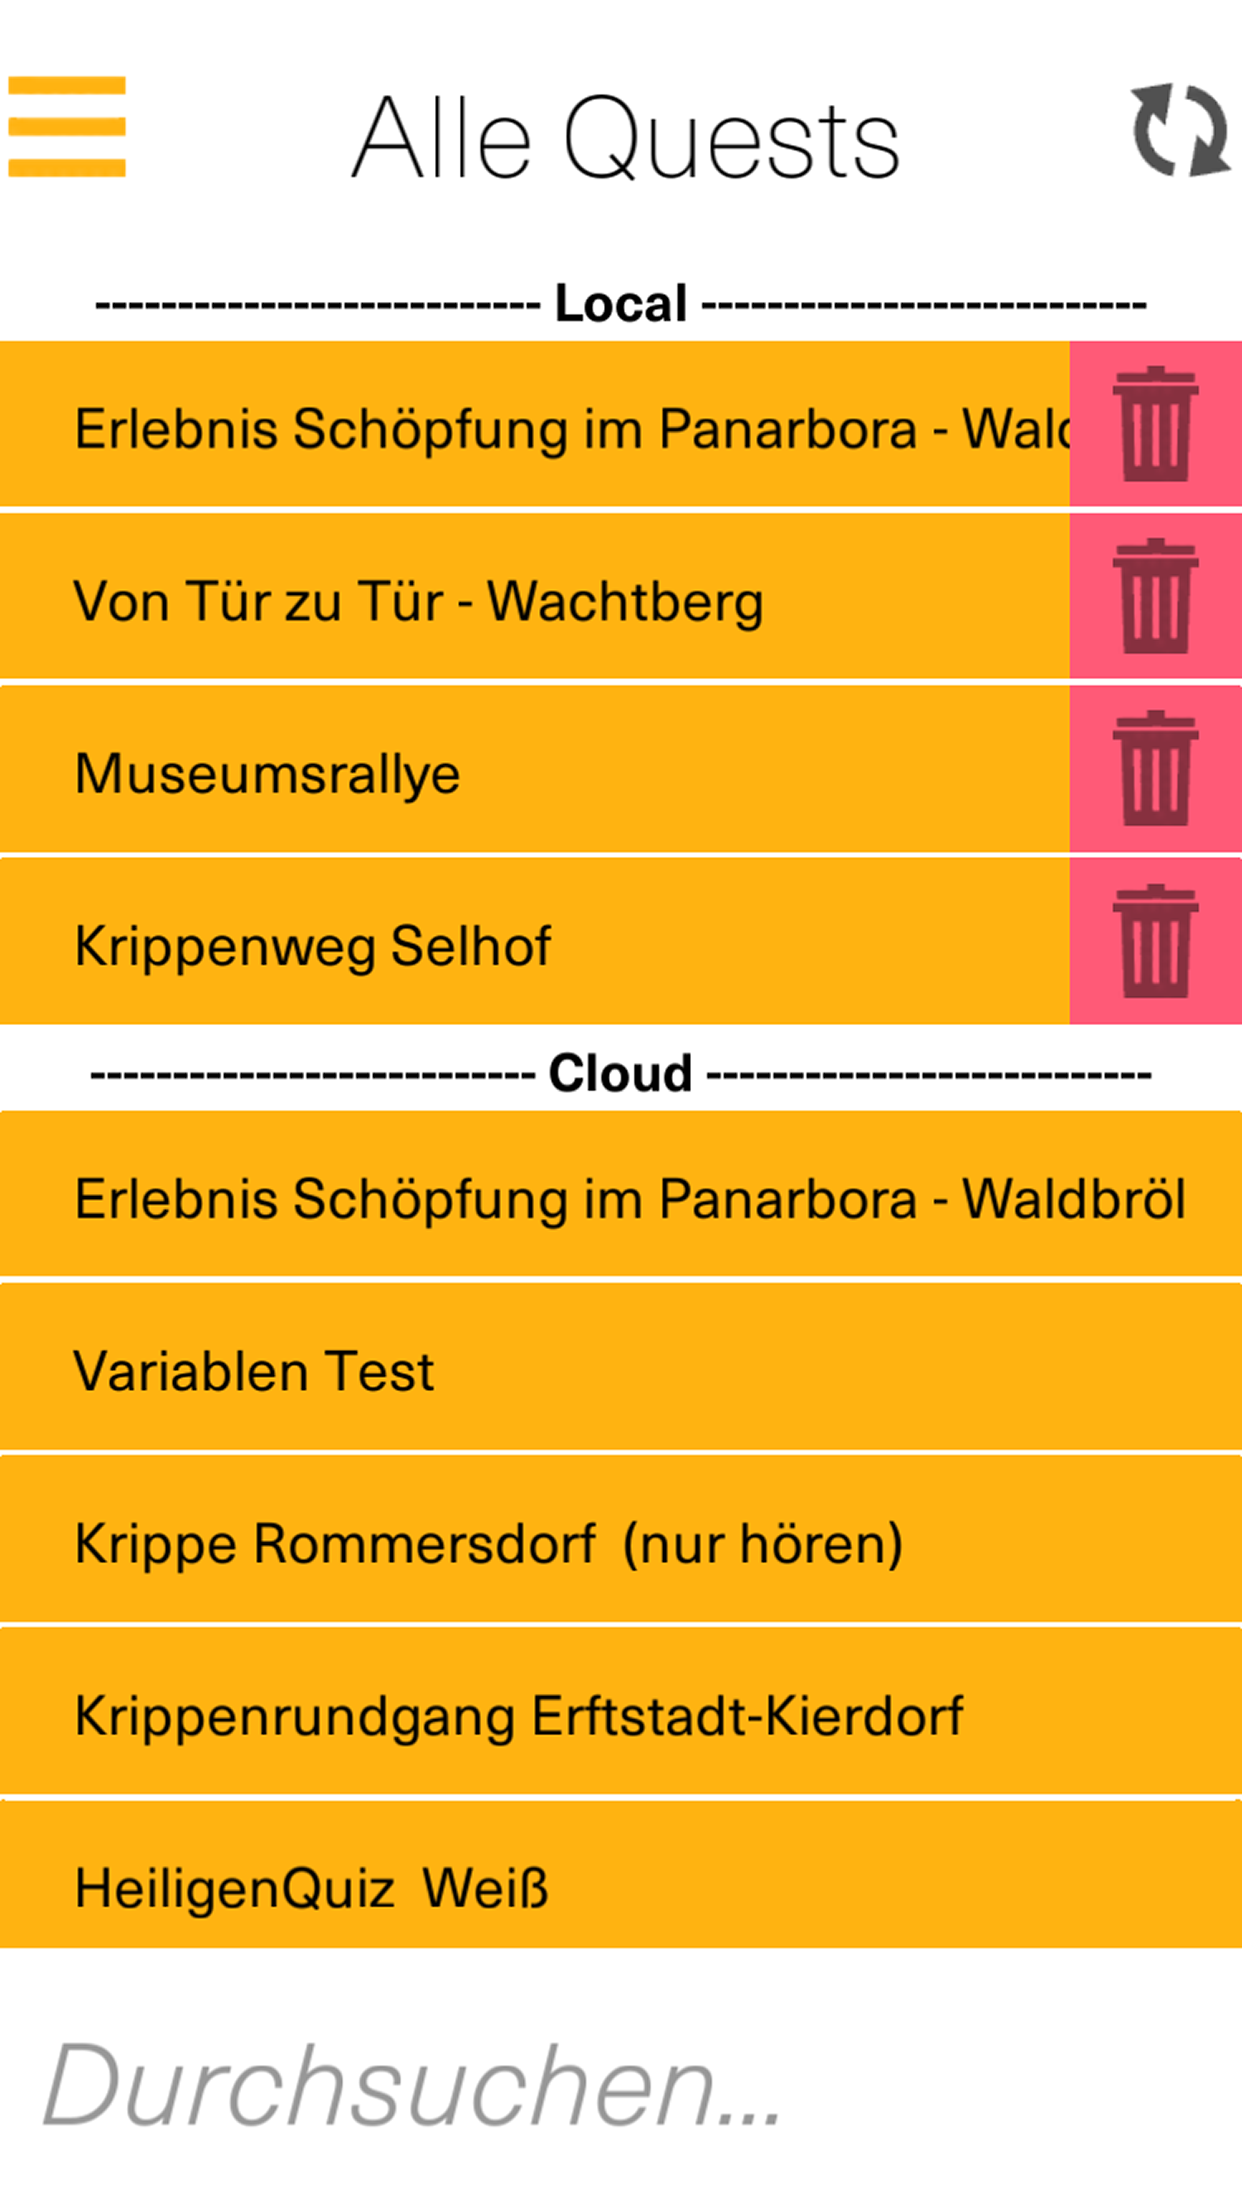 Alle Quests
--------------------------- Local ---------------------------
Erlebnis Schöpfung im Panarbora - Wald
Von Tür zu Tür - Wachtberg
Museumsrallye
Krippenweg Selhof
--------------------------- Cloud ---------------------------
Erlebnis Schöpfung im Panarbora - Waldbröl
Variablen Test
Krippe Rommersdorf  (nur hören)
Krippenrundgang Erftstadt-Kierdorf
HeiligenQuiz  Weiß
Durchsuchen...